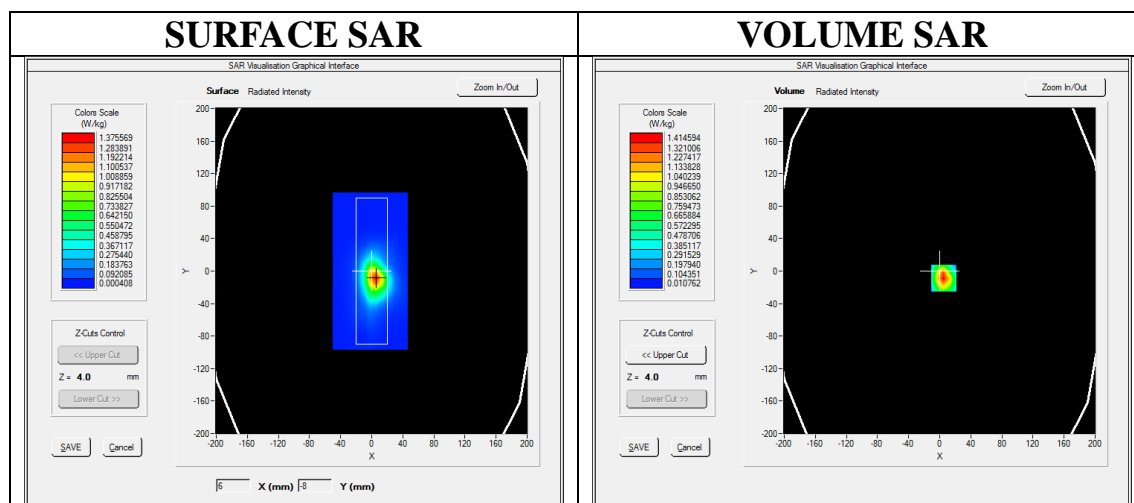 SURFACE SAR
SAR Visualisation Graphical Interface
Surface Radiated Intensity
Zoom In/Out
Colors Scale
(W/kg)
1.375569
1.283891
1.192214
1.100537
1.008859
0.917182
0.825504
0.733827
0.642150
0.550472
0.458795
0.367117
0.275440
0.183763
0.092085
0.000408
Z-Cuts Control
<< Upper Cut
Z = 4.0 mm
Lower Cut >>
SAVE Cancel
200
160
120
80
40
0
-40
-80
-120
-160
-200
Y
-200 -160 -120 -80 -40 0 40 80 120 160 200
X
6 X (mm) -8 Y (mm)
VOLUME SAR
SAR Visualisation Graphical Interface
Volume Radiated Intensity
Zoom In/Out
Colors Scale
(W/kg)
1.414594
1.321006
1.227417
1.133828
1.040239
0.946650
0.853062
0.759473
0.665884
0.572295
0.478706
0.385117
0.291529
0.197940
0.104351
0.010762
Z-Cuts Control
<< Upper Cut
Z = 4.0 mm
Lower Cut >>
SAVE Cancel
200
160
120
80
40
0
-40
-80
-120
-160
-200
Y
-200 -160 -120 -80 -40 0 40 80 120 160 200
X